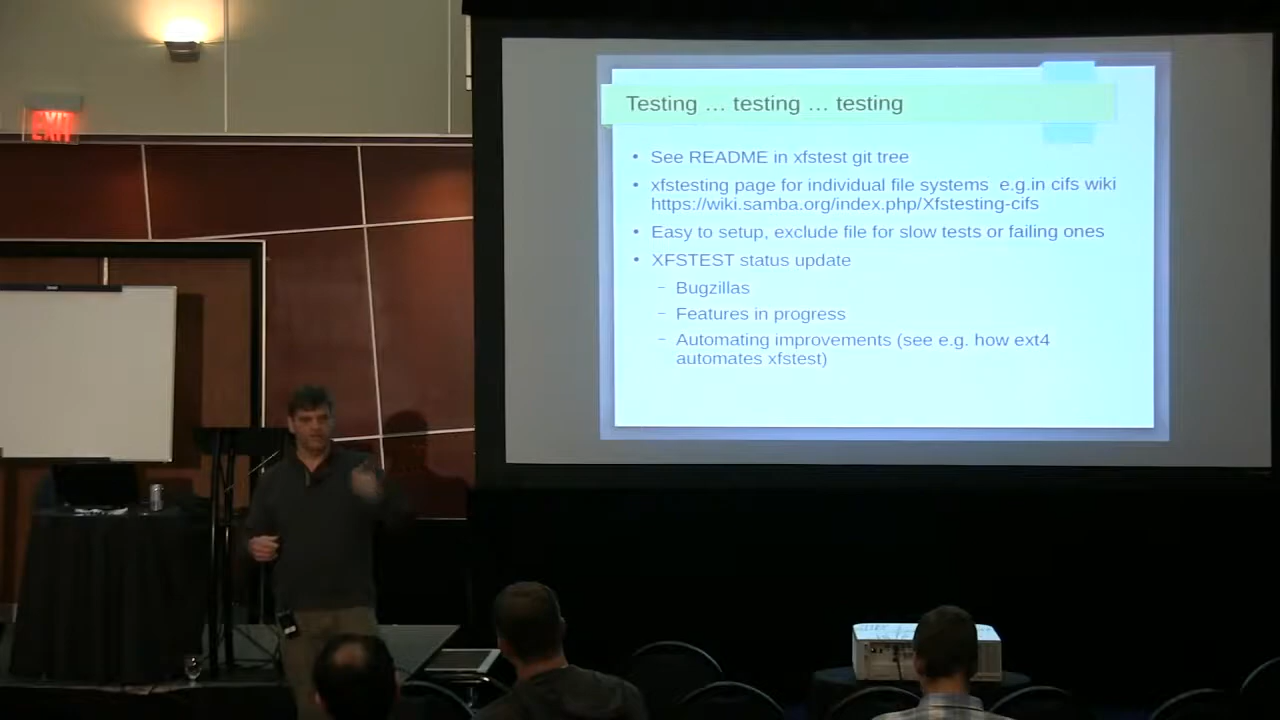 EXIT
Testing … testing … testing
• See README in xfstest git tree
• xfstesting page for individual file systems e.g.in cifs wiki
https://wiki.samba.org/index.php/Xfstesting-cifs
• Easy to setup, exclude file for slow tests or failing ones
• XFSTEST status update
– Bugzillas
– Features in progress
– Automating improvements (see e.g. how ext4
automates xfstest)